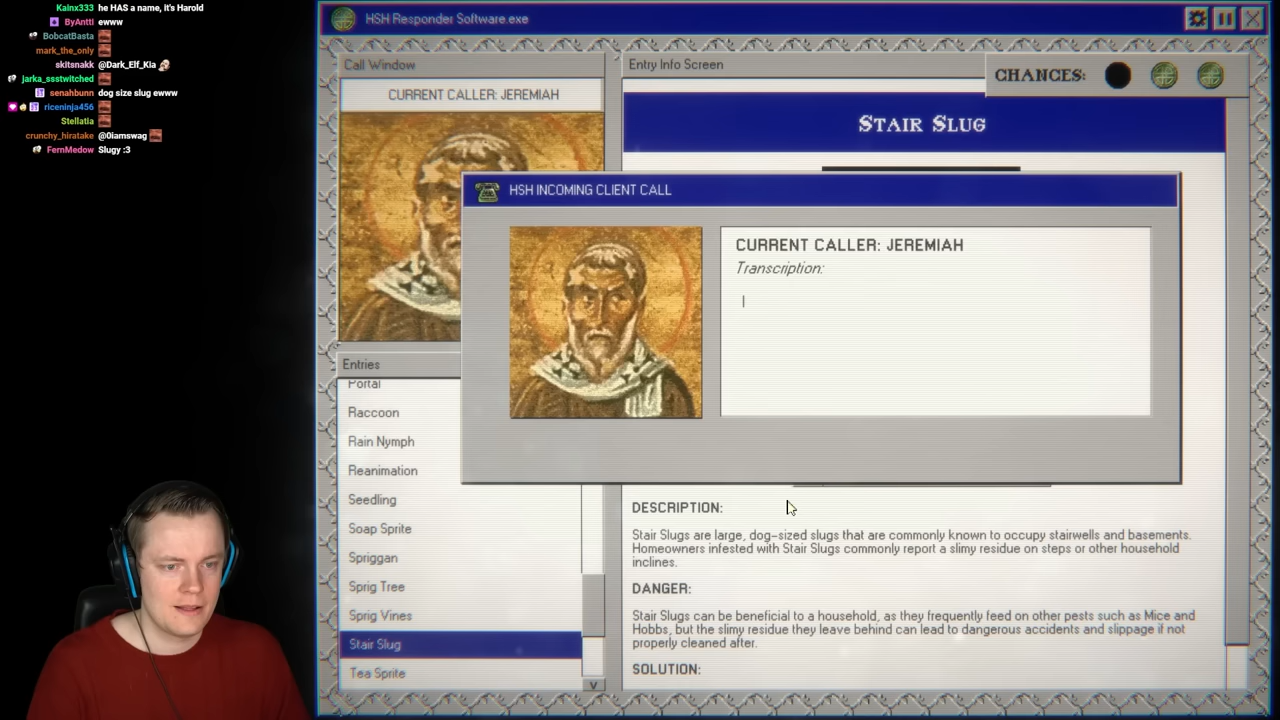 Kainx333 he HAS a name, it's Harold
ByAntti ewww
BobcatBasta
mark_the_only
skitsnakk @Dark_Elf_Kia
jarka_ssstwitched
senahbunn dog size slug ewww
riceninja456
Stellatia
crunchy_hiratake @0iamswag
FernMedow Slugy :3
HSH Responder Software.exe
Call Window
CURRENT CALLER: JEREMIAH
Entry Info Screen
CHANCES:
STAIR SLUG
HSH INCOMING CLIENT CALL
CURRENT CALLER: JEREMIAH
Transcription:
Entries
Portal
Raccoon
Rain Nymph
Reanimation
Seedling
Soap Sprite
Spriggan
Sprig Tree
Sprig Vines
Stair Slug
Tea Sprite
DESCRIPTION:
Stair Slugs are large, dog-sized slugs that are commonly known to occupy stairwells and basements.
Homeowners infested with Stair Slugs commonly report a slimy residue on steps or other household
inclines.
DANGER:
Stair Slugs can be beneficial to a household, as they frequently feed on other pests such as Mice and
Hobbs, but the slimy residue they leave behind can lead to dangerous accidents and slippage if not
properly cleaned after.
SOLUTION: